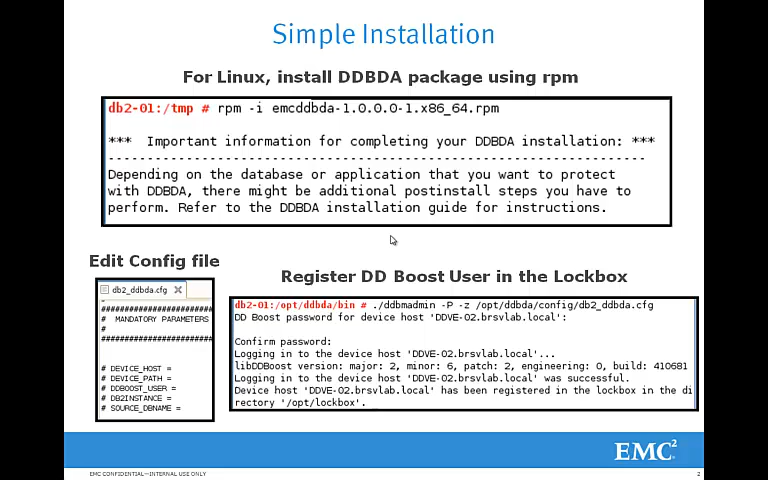 Simple Installation
For Linux, install DDBDA package using rpm
db2-01:/tmp # rpm -i emcddbda-1.0.0.0-1.x86_64.rpm
*** Important information for completing your DDBDA installation: ***
----------------------------------------------------------------------
Depending on the database or application that you want to protect
with DDBDA, there might be additional postinstall steps you have to
perform. Refer to the DDBDA installation guide for instructions.
Edit Config file
db2_ddbda.cfg
##########################
# MANDATORY PARAMETERS
#
##########################
# DEVICE_HOST =
# DEVICE_PATH =
# DDBOOST_USER =
# DB2INSTANCE =
# SOURCE_DBNAME =
Register DD Boost User in the Lockbox
db2-01:/opt/ddbda/bin # ./ddbmadmin -P -z /opt/ddbda/config/db2_ddbda.cfg
DD Boost password for device host 'DDVE-02.brsvlab.local':
Confirm password:
Logging in to the device host 'DDVE-02.brsvlab.local'...
libDDBoost version: major: 2, minor: 6, patch: 2, engineering: 0, build: 410681
Logging in to the device host 'DDVE-02.brsvlab.local' was successful.
Device host 'DDVE-02.brsvlab.local' has been registered in the lockbox in the di
rectory '/opt/lockbox'.
EMC²
EMC CONFIDENTIAL—INTERNAL USE ONLY
2